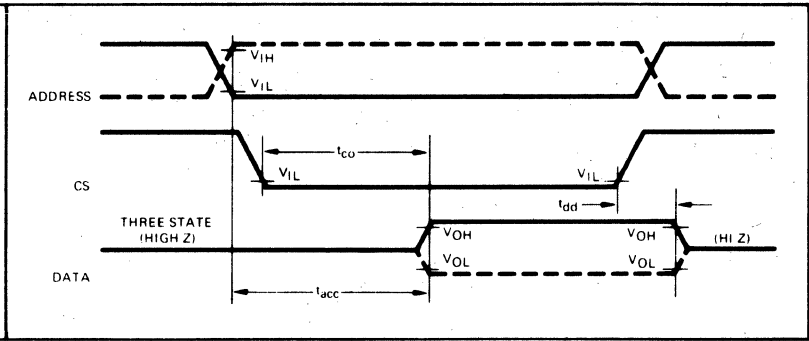 VIH
VIL
ADDRESS
tco
VIL
VIL
CS
tdd
THREE STATE
(HIGH Z)
VOH
VOH
(HI Z)
VOL
VOL
DATA
tacc